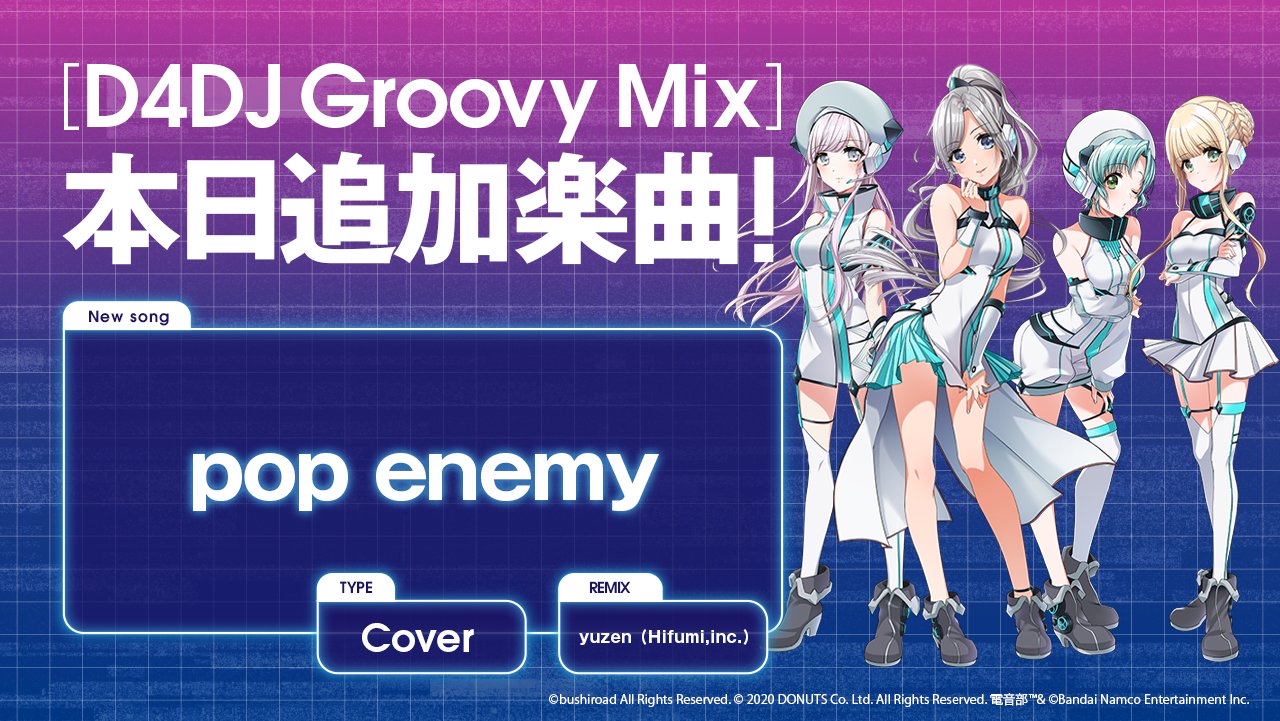 [D4DJ Groovy Mix]
本日追加楽曲!
New song
pop enemy
TYPE
Cover
REMIX
yuzen (Hifumi,inc.)
©bushiroad All Rights Reserved. © 2020 DONUTS Co. Ltd. All Rights Reserved. 電音部™& ©Bandai Namco Entertainment Inc.